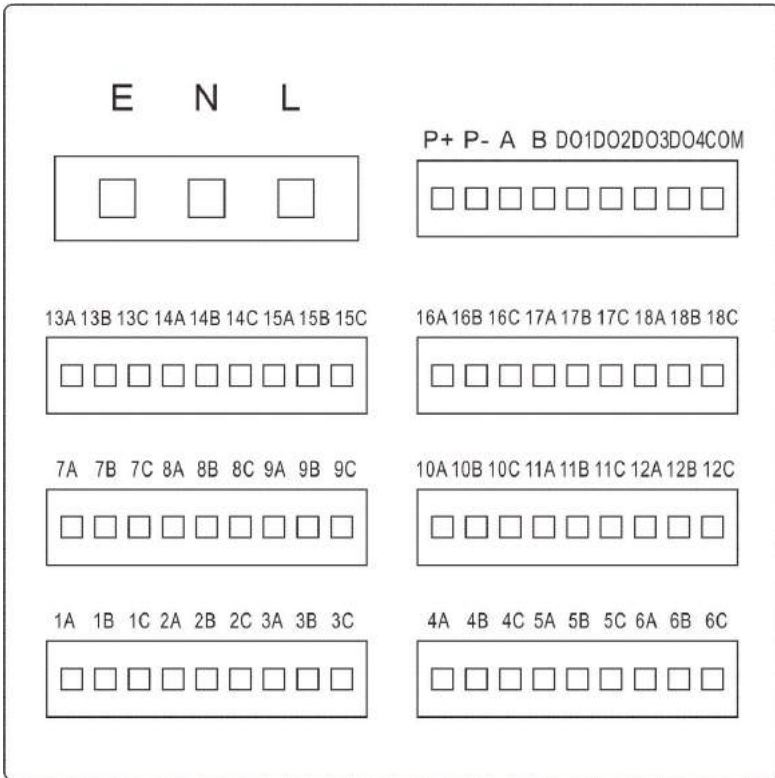 E N L
P+ P- A B DO1DO2DO3DO4COM
13A 13B 13C 14A 14B 14C 15A 15B 15C
16A 16B 16C 17A 17B 17C 18A 18B 18C
7A 7B 7C 8A 8B 8C 9A 9B 9C
10A 10B 10C 11A 11B 11C 12A 12B 12C
1A 1B 1C 2A 2B 2C 3A 3B 3C
4A 4B 4C 5A 5B 5C 6A 6B 6C